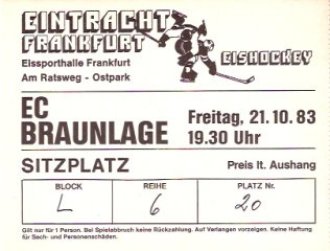 EINTRACHT
FRANKFURT
EISHOCKEY
Eissporthalle Frankfurt
Am Ratsweg - Ostpark
EC
BRAUNLAGE
Freitag, 21.10.83
19.30 Uhr
SITZPLATZ
Preis lt. Aushang
BLOCK
REIHE
PLATZ Nr.
L
6
20
Gilt nur für 1 Person. Bei Spielabbruch keine Rückzahlung. Auf Verlangen vorzeigen. Keine Haftung
für Sach- und Personenschäden.